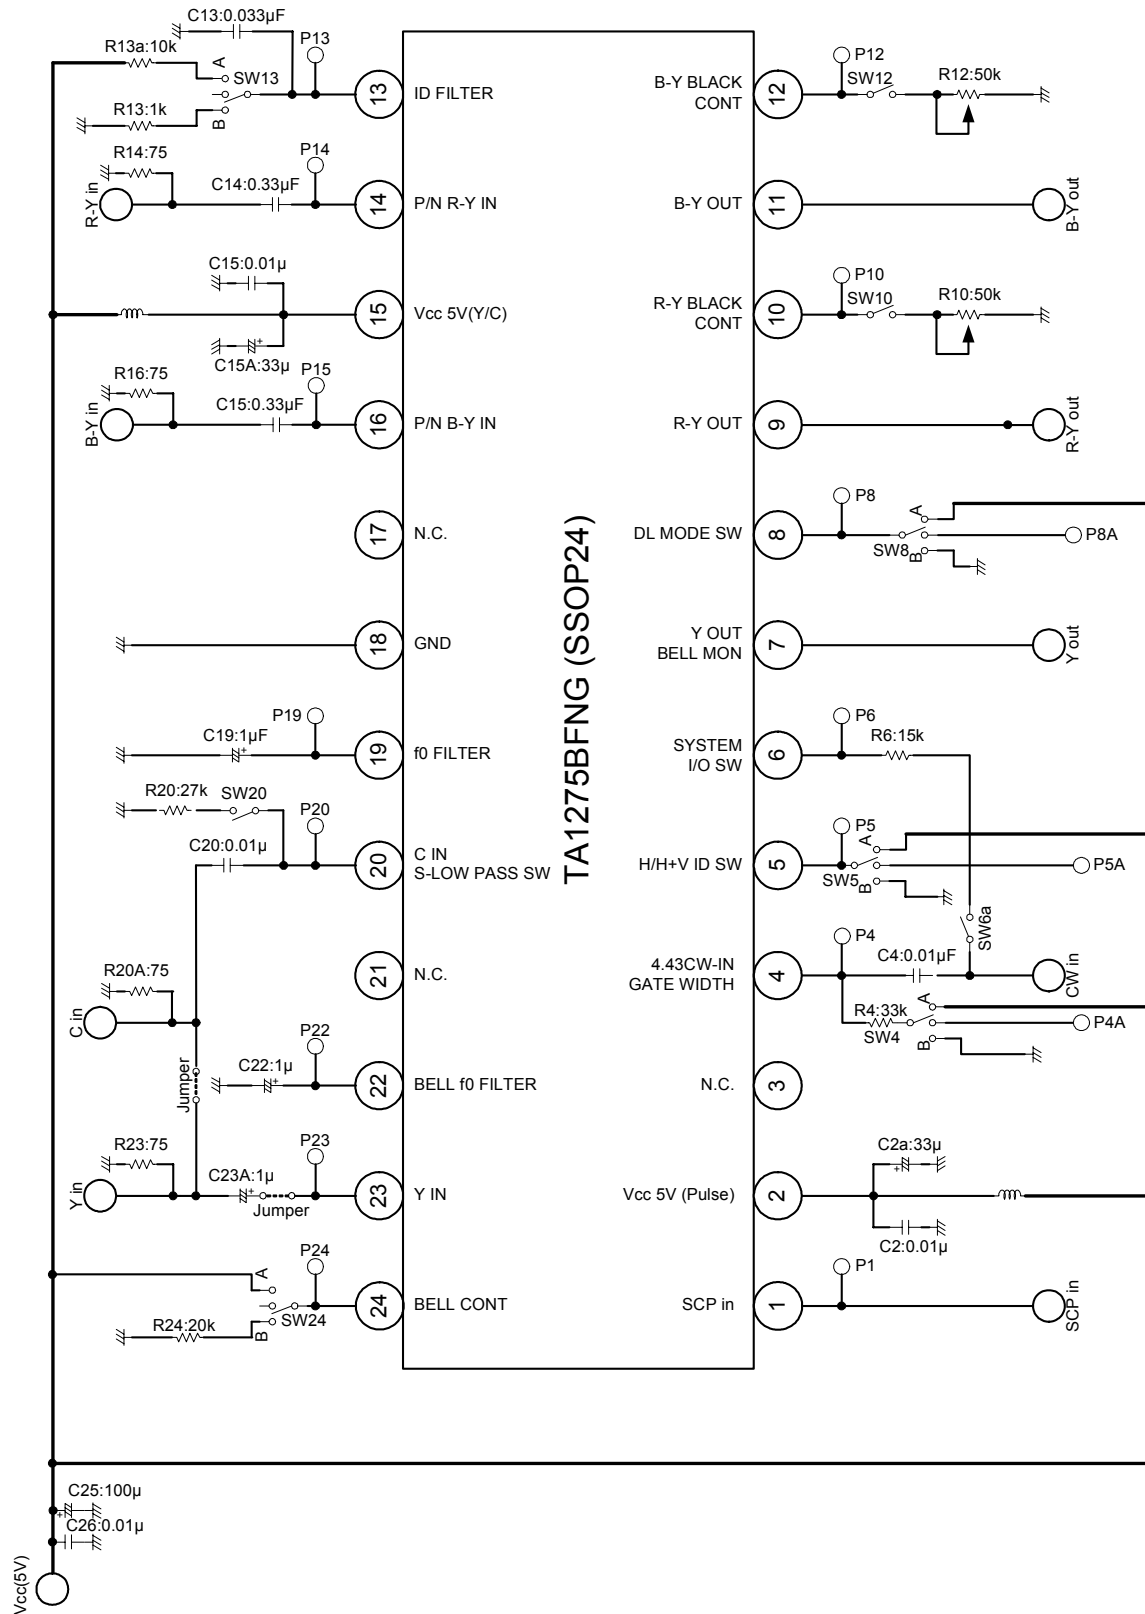 C13:0.033µF
R13a:10k
A
SW13
P13
R13:1k
B
13
ID FILTER
R14:75
R-Y in
C14:0.33µF
P14
14
P/N R-Y IN
C15:0.01µ
15
Vcc 5V(Y/C)
C15A:33µ
+
R16:75
B-Y in
C15:0.33µF
P15
16
P/N B-Y IN
17
N.C.
18
GND
P19
C19:1µF
+
19
f0 FILTER
R20:27k
SW20
P20
C20:0.01µ
20
C IN
S-LOW PASS SW
R20A:75
C in
21
N.C.
Jumper
P22
C22:1µ
+
22
BELL f0 FILTER
R23:75
Y in
C23A:1µ
+
Jumper
P23
23
Y IN
A
P24
SW24
B
R24:20k
24
BELL CONT
TA1275BFNG (SSOP24)
B-Y BLACK
CONT
12
P12
SW12
R12:50k
B-Y OUT
11
B-Y out
R-Y BLACK
CONT
10
P10
SW10
R10:50k
R-Y OUT
9
R-Y out
DL MODE SW
8
P8
A
SW8
B
P8A
Y OUT
BELL MON
7
Y out
SYSTEM
I/O SW
6
P6
R6:15k
H/H+V ID SW
5
P5
A
SW5
B
P5A
SW6a
4.43CW-IN
GATE WIDTH
4
P4
C4:0.01µF
CW in
R4:33k
SW4
A
B
P4A
N.C.
3
C2a:33µ
+
Vcc 5V (Pulse)
2
C2:0.01µ
SCP in
1
P1
SCP in
C25:100µ
+
C26:0.01µ
Vcc(5V)